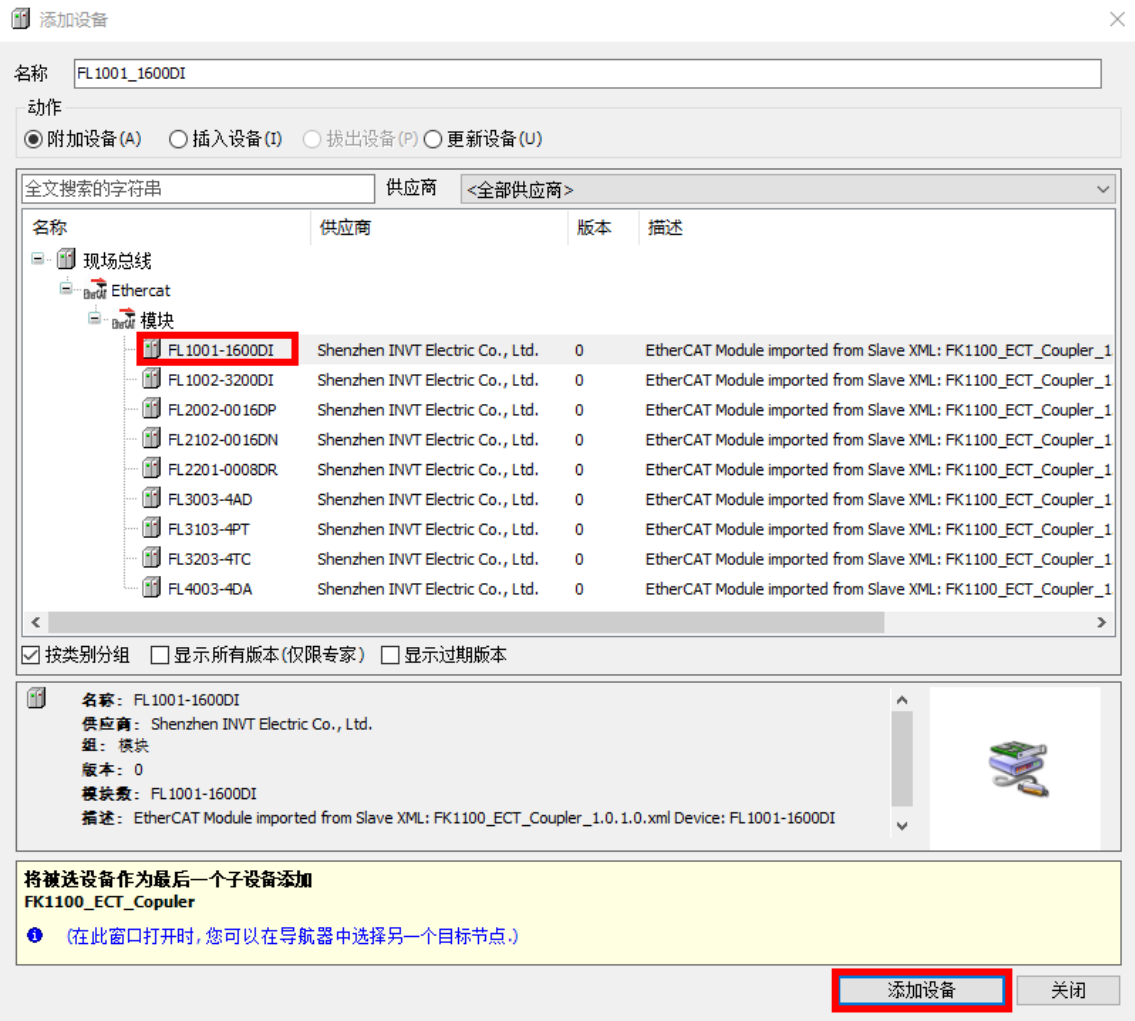 添加设备
名称 FL1001_1600DI
动作
附加设备(A) 插入设备(I) 拔出设备(P) 更新设备(U)
全文搜索的字符串 供应商 <全部供应商>
名称 供应商 版本 描述
现场总线
EtherCAT Ethercat
EtherCAT 模块
FL1001-1600DI Shenzhen INVT Electric Co., Ltd. 0 EtherCAT Module imported from Slave XML: FK1100_ECT_Coupler_1.
FL1002-3200DI Shenzhen INVT Electric Co., Ltd. 0 EtherCAT Module imported from Slave XML: FK1100_ECT_Coupler_1.
FL2002-0016DP Shenzhen INVT Electric Co., Ltd. 0 EtherCAT Module imported from Slave XML: FK1100_ECT_Coupler_1.
FL2102-0016DN Shenzhen INVT Electric Co., Ltd. 0 EtherCAT Module imported from Slave XML: FK1100_ECT_Coupler_1.
FL2201-0008DR Shenzhen INVT Electric Co., Ltd. 0 EtherCAT Module imported from Slave XML: FK1100_ECT_Coupler_1.
FL3003-4AD Shenzhen INVT Electric Co., Ltd. 0 EtherCAT Module imported from Slave XML: FK1100_ECT_Coupler_1.
FL3103-4PT Shenzhen INVT Electric Co., Ltd. 0 EtherCAT Module imported from Slave XML: FK1100_ECT_Coupler_1.
FL3203-4TC Shenzhen INVT Electric Co., Ltd. 0 EtherCAT Module imported from Slave XML: FK1100_ECT_Coupler_1.
FL4003-4DA Shenzhen INVT Electric Co., Ltd. 0 EtherCAT Module imported from Slave XML: FK1100_ECT_Coupler_1.
按类别分组 显示所有版本(仅限专家) 显示过期版本
名称: FL1001-1600DI
供应商: Shenzhen INVT Electric Co., Ltd.
组: 模块
版本: 0
模块数: FL1001-1600DI
描述: EtherCAT Module imported from Slave XML: FK1100_ECT_Coupler_1.0.1.0.xml Device: FL1001-1600DI
将被选设备作为最后一个子设备添加
FK1100_ECT_Copuler
(在此窗口打开时,您可以在导航器中选择另一个目标节点.)
添加设备 关闭